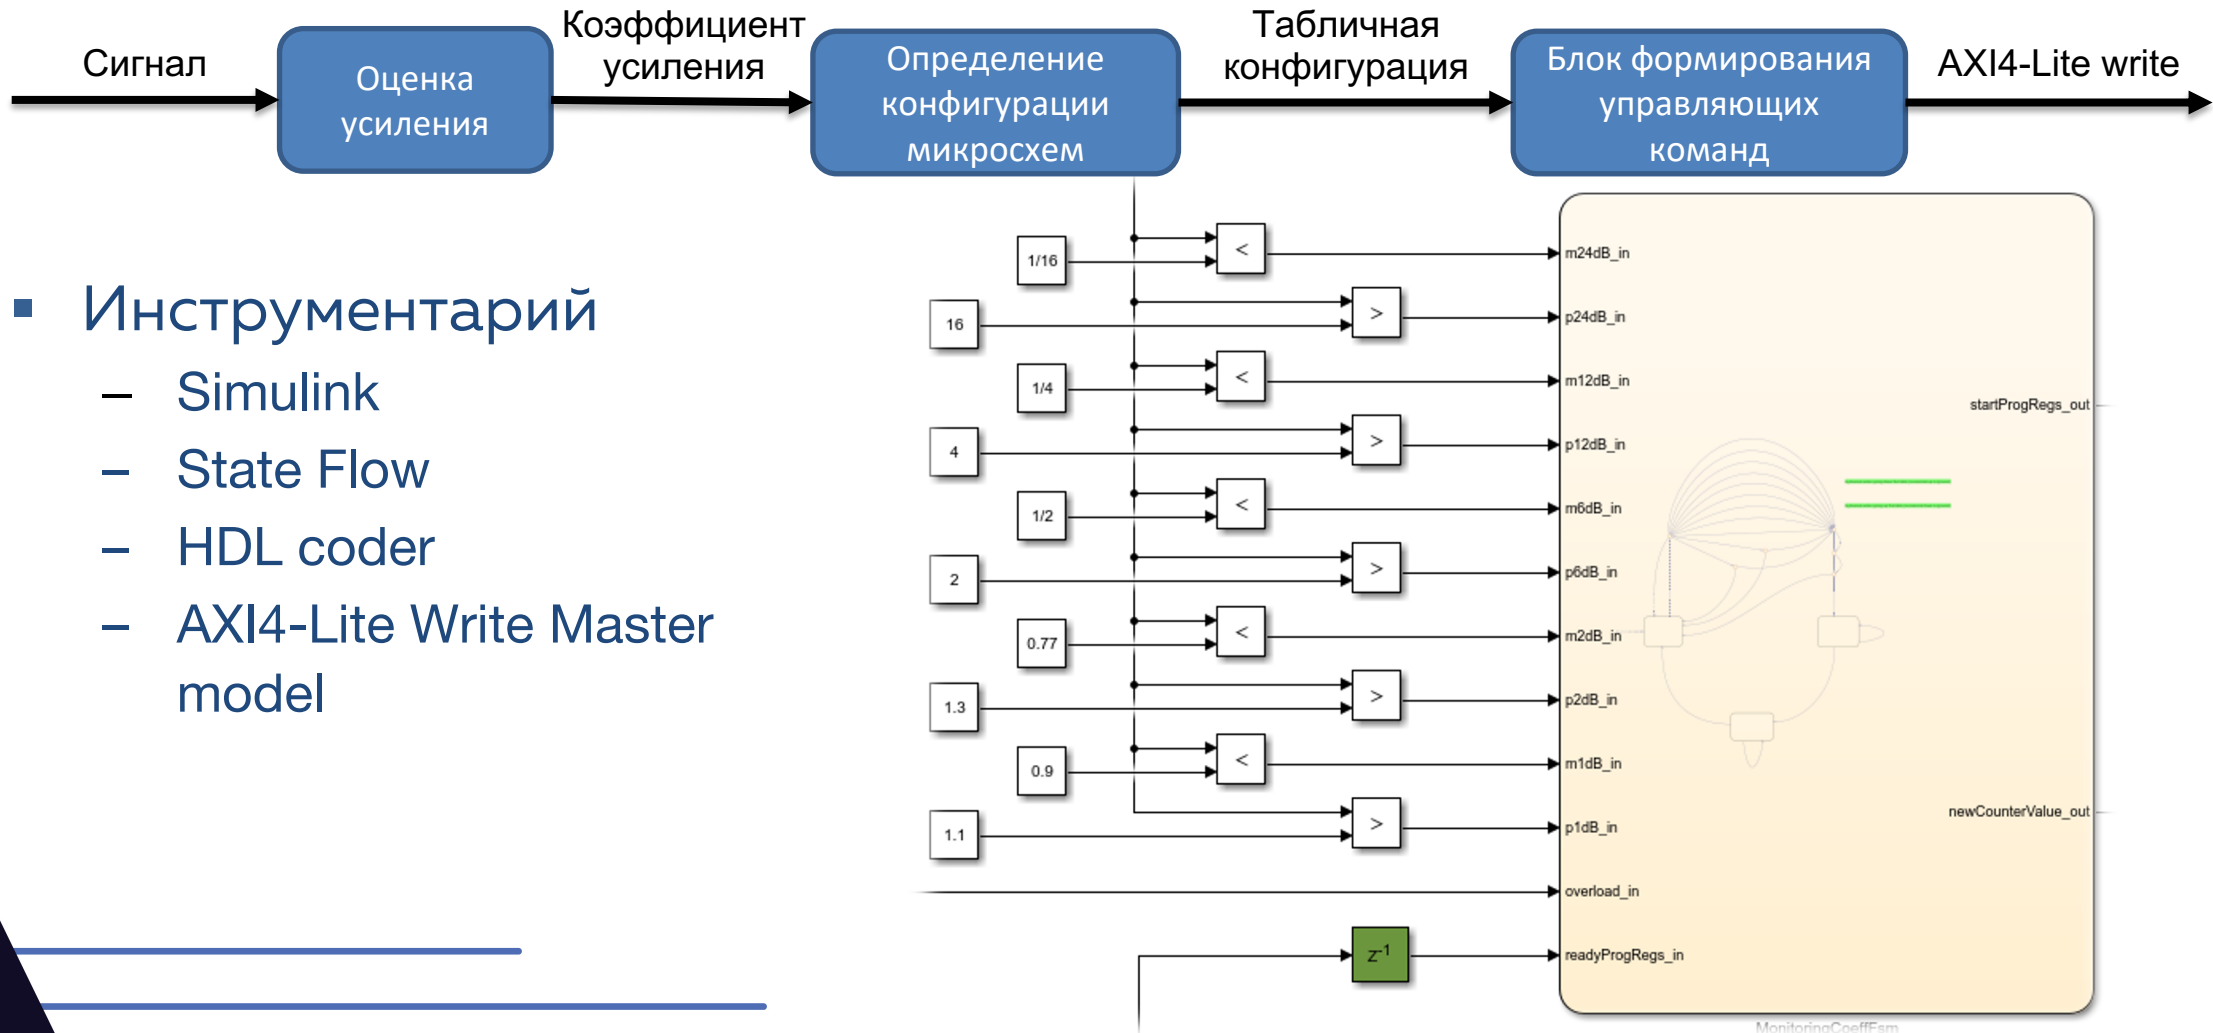 Сигнал
Оценка
усиления
Коэффициент
усиления
Определение
конфигурации
микросхем
Табличная
конфигурация
Блок формирования
управляющих
команд
AXI4-Lite write
▪ Инструментарий
– Simulink
– State Flow
– HDL coder
– AXI4-Lite Write Master
model
1/16
<
m24dB_in
16
>
p24dB_in
1/4
<
m12dB_in
4
>
p12dB_in
1/2
<
m6dB_in
2
>
p6dB_in
0.77
<
m2dB_in
1.3
>
p2dB_in
0.9
<
m1dB_in
1.1
>
p1dB_in
overload_in
z-1
readyProgRegs_in
startProgRegs_out
newCounterValue_out
MonitoringCoeffFsm